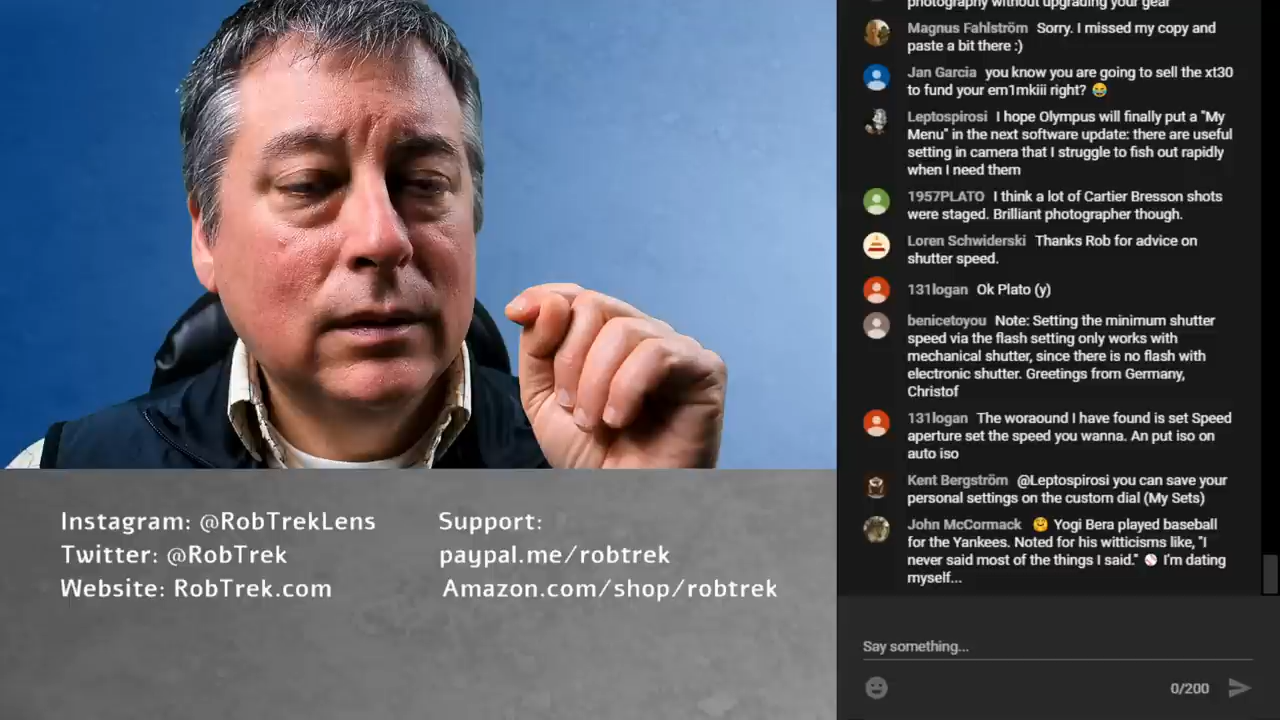 photography without upgrading your gear
Magnus Fahlström Sorry. I missed my copy and
paste a bit there :)
Jan Garcia you know you are going to sell the xt30
to fund your em1mkiii right? 😂
Leptospirosi I hope Olympus will finally put a "My
Menu" in the next software update: there are useful
setting in camera that I struggle to fish out rapidly
when I need them
1957PLATO I think a lot of Cartier Bresson shots
were staged. Brilliant photographer though.
Loren Schwiderski Thanks Rob for advice on
shutter speed.
131logan Ok Plato (y)
benicetoyou Note: Setting the minimum shutter
speed via the flash setting only works with
mechanical shutter, since there is no flash with
electronic shutter. Greetings from Germany,
Christof
131logan The woraound I have found is set Speed
aperture set the speed you wanna. An put iso on
auto iso
Kent Bergström @Leptospirosi you can save your
personal settings on the custom dial (My Sets)
John McCormack 🤗 Yogi Bera played baseball
for the Yankees. Noted for his witticisms like, "I
never said most of the things I said." ⚾ I'm dating
myself...
Say something...
0/200
Instagram: @RobTrekLens
Twitter: @RobTrek
Website: RobTrek.com
Support:
paypal.me/robtrek
Amazon.com/shop/robtrek